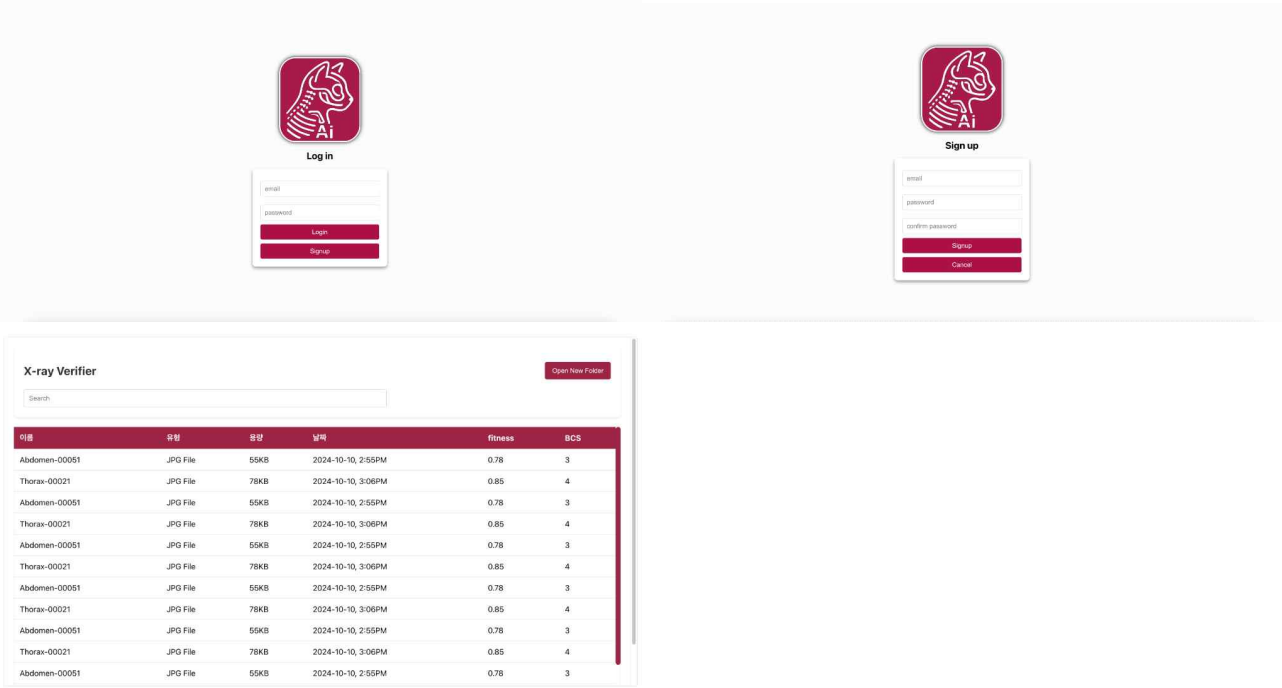 Ai
Log in
email
password
Login
Signup
Ai
Sign up
email
password
confirm password
Signup
Cancel
X-ray Verifier
Open New Folder
Search
이름 유형 용량 날짜 fitness BCS
Abdomen-00051 JPG File 55KB 2024-10-10, 2:55PM 0.78 3
Thorax-00021 JPG File 78KB 2024-10-10, 3:06PM 0.85 4
Abdomen-00051 JPG File 55KB 2024-10-10, 2:55PM 0.78 3
Thorax-00021 JPG File 78KB 2024-10-10, 3:06PM 0.85 4
Abdomen-00051 JPG File 55KB 2024-10-10, 2:55PM 0.78 3
Thorax-00021 JPG File 78KB 2024-10-10, 3:06PM 0.85 4
Abdomen-00051 JPG File 55KB 2024-10-10, 2:55PM 0.78 3
Thorax-00021 JPG File 78KB 2024-10-10, 3:06PM 0.85 4
Abdomen-00051 JPG File 55KB 2024-10-10, 2:55PM 0.78 3
Thorax-00021 JPG File 78KB 2024-10-10, 3:06PM 0.85 4
Abdomen-00051 JPG File 55KB 2024-10-10, 2:55PM 0.78 3